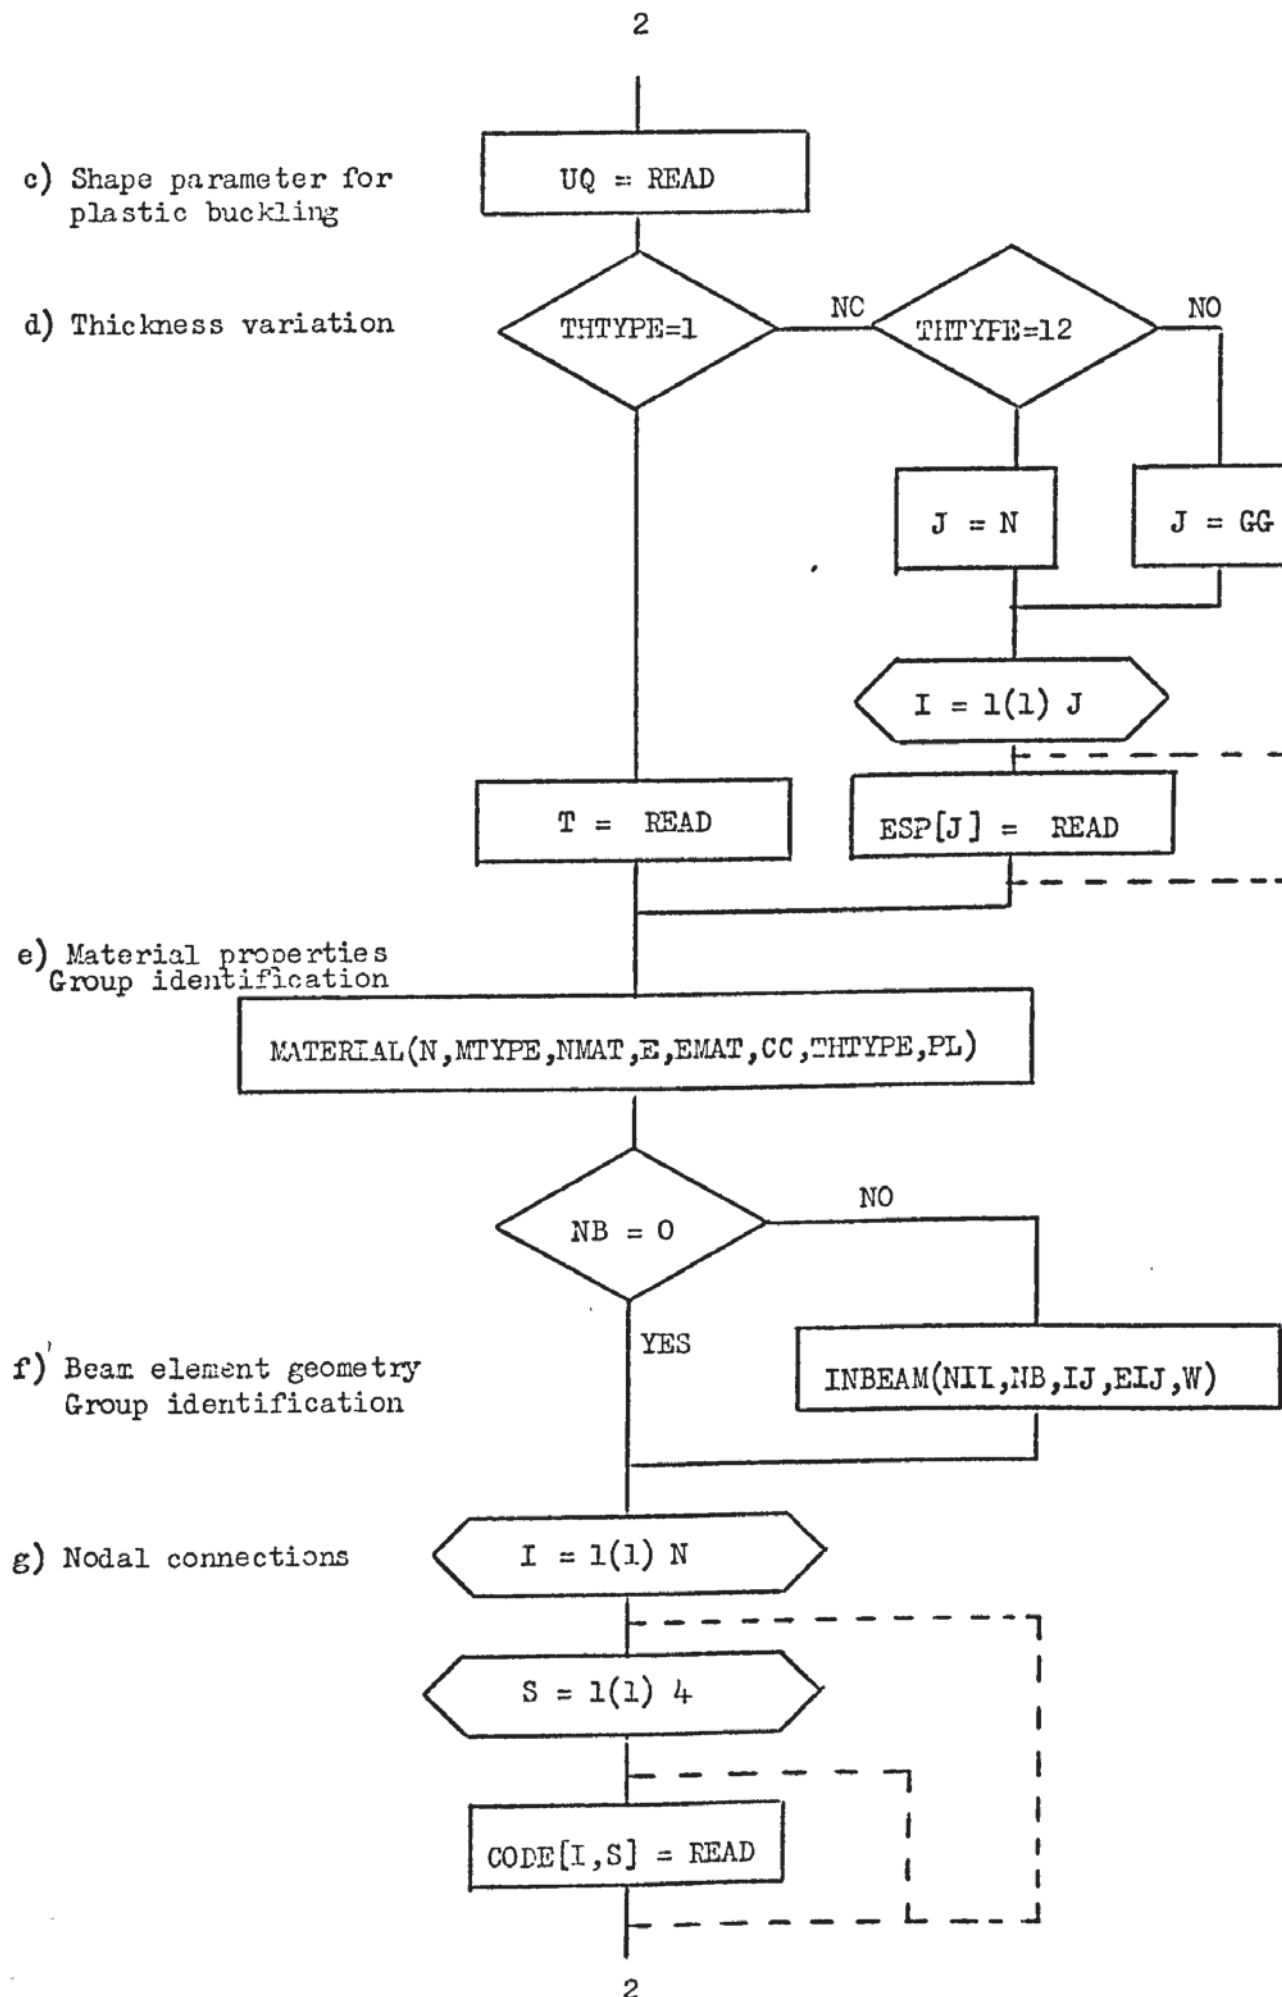 2
c) Shape parameter for
plastic buckling
UQ = READ
d) Thickness variation
THTYPE=1
NC
THTYPE=12
NO
J = N
J = GG
I = 1(1) J
T = READ
ESP[J] = READ
e) Material properties
Group identification
MATERIAL(N,MTYPE,NMAT,E,EMAT,CC,THTYPE,PL)
NB = 0
NO
YES
f) Beam element geometry
Group identification
INBEAM(NII,NB,IJ,EIJ,W)
g) Nodal connections
I = 1(1) N
S = 1(1) 4
CODE[I,S] = READ
2